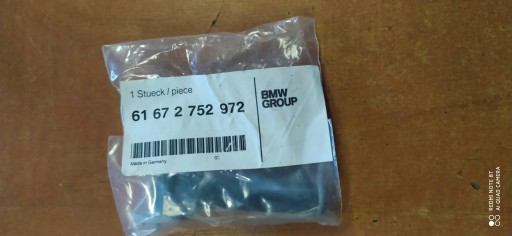 1 Stueck / piece
61 67 2 752 972
BMW
GROUP
Made in Germany
REDMI NOTE 8T
AI QUAD CAMERA